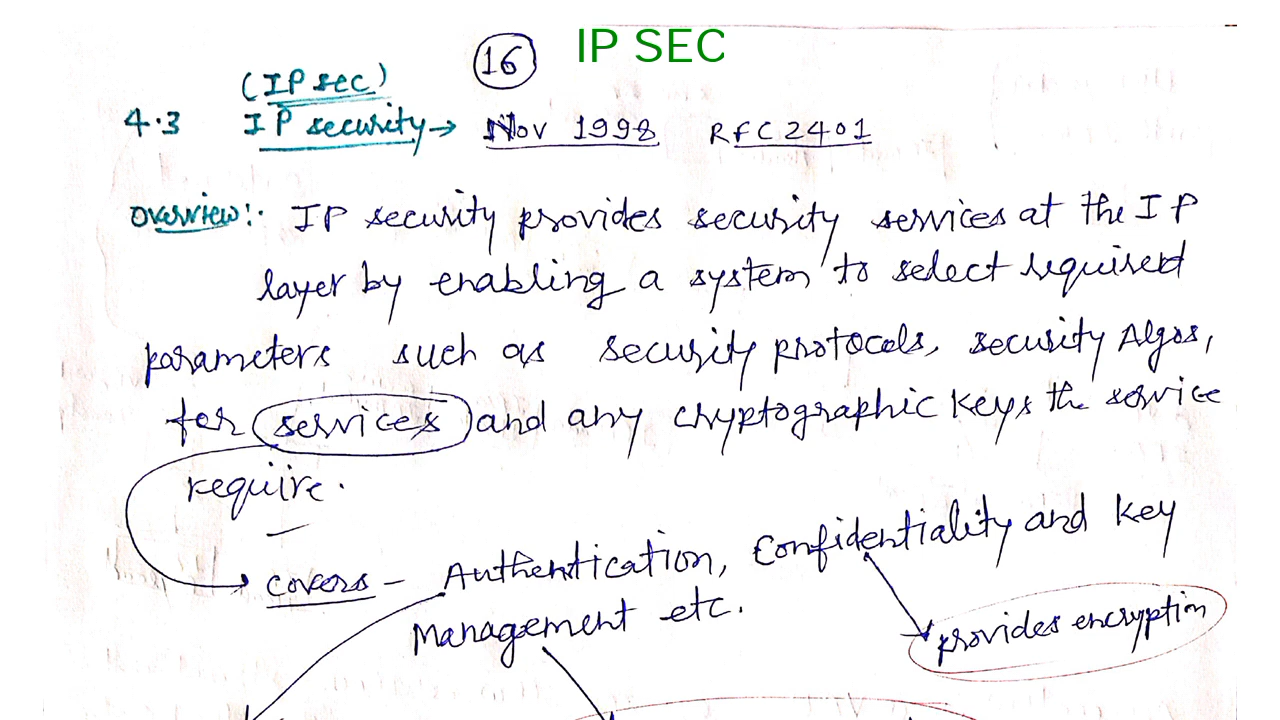 IP SEC
16
(IP sec)
4.3 IP security → Nov 1998 RFC 2401
Overview:- IP security provides security services at the IP
layer by enabling a system to select required
parameters such as security protocols, security Algos,
for services and any cryptographic keys the service
require.
covers - Authentication, Confidentiality and key
Management etc.
provides encryption